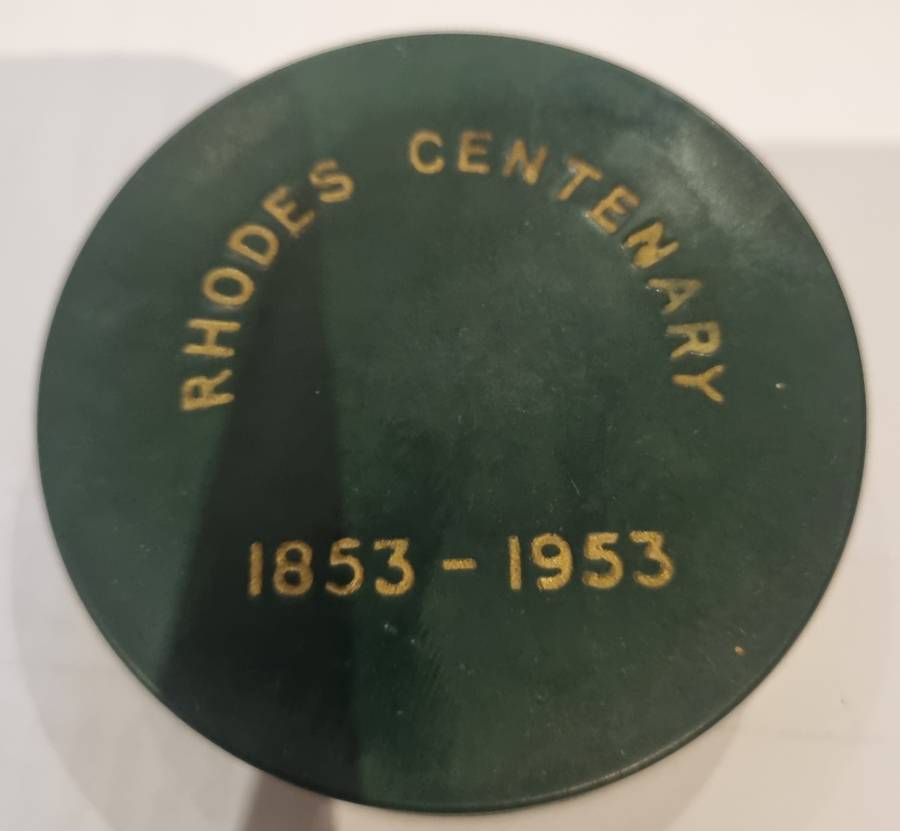 RHODES CENTENARY
1853 - 1953